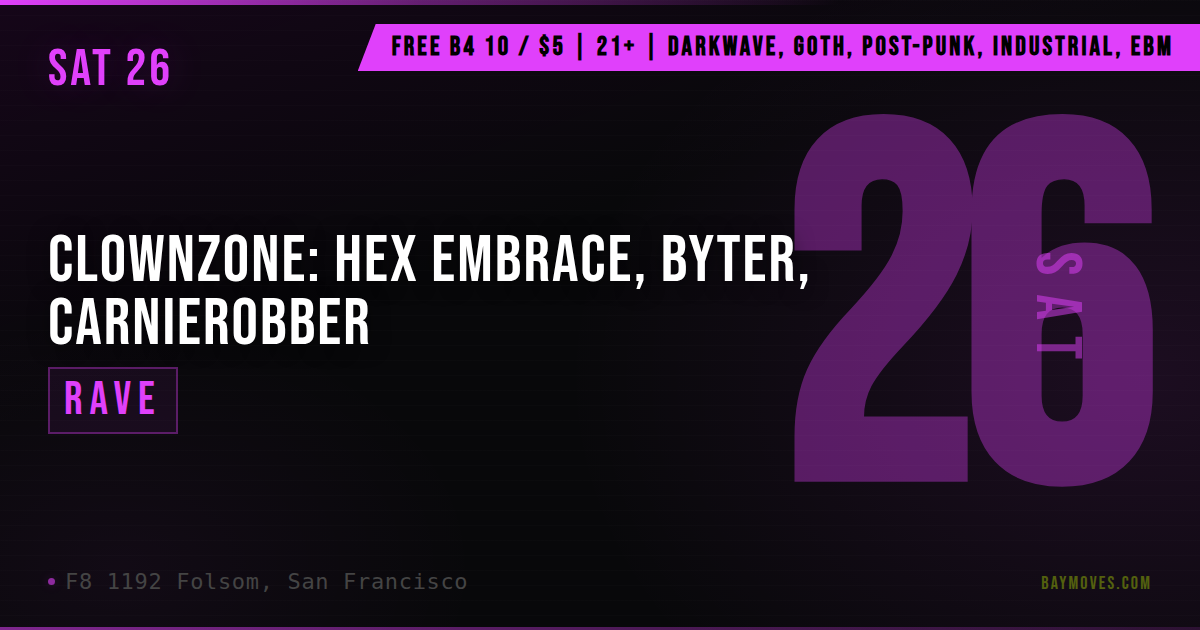 SAT 26
FREE B4 10 / $5 | 21+ | DARKWAVE, GOTH, POST-PUNK, INDUSTRIAL, EBM
26
SAT
CLOWNZONE: HEX EMBRACE, BYTER,
CARNIEROBBER
RAVE
• F8 1192 Folsom, San Francisco
BAYMOVES.COM